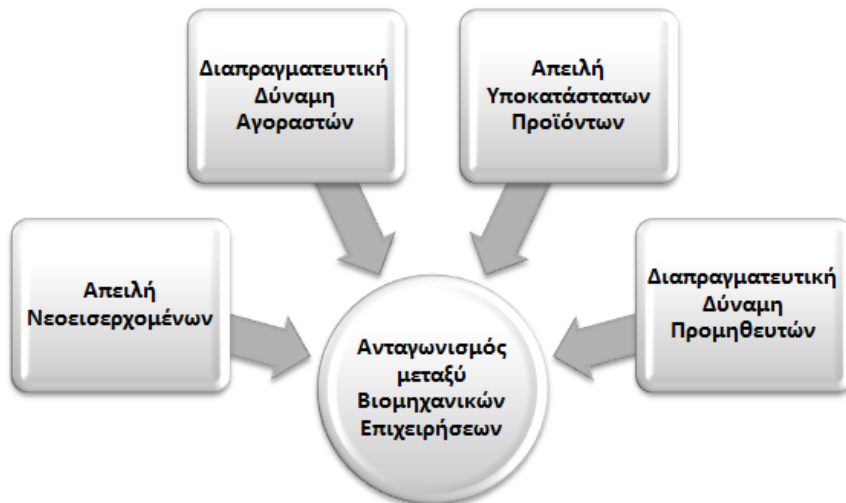 Διαπραγματευτική
Δύναμη
Αγοραστών
Απειλή
Υποκατάστατων
Προϊόντων
Απειλή
Νεοεισερχομένων
Διαπραγματευτική
Δύναμη
Προμηθευτών
Ανταγωνισμός
μεταξύ
Βιομηχανικών
Επιχειρήσεων